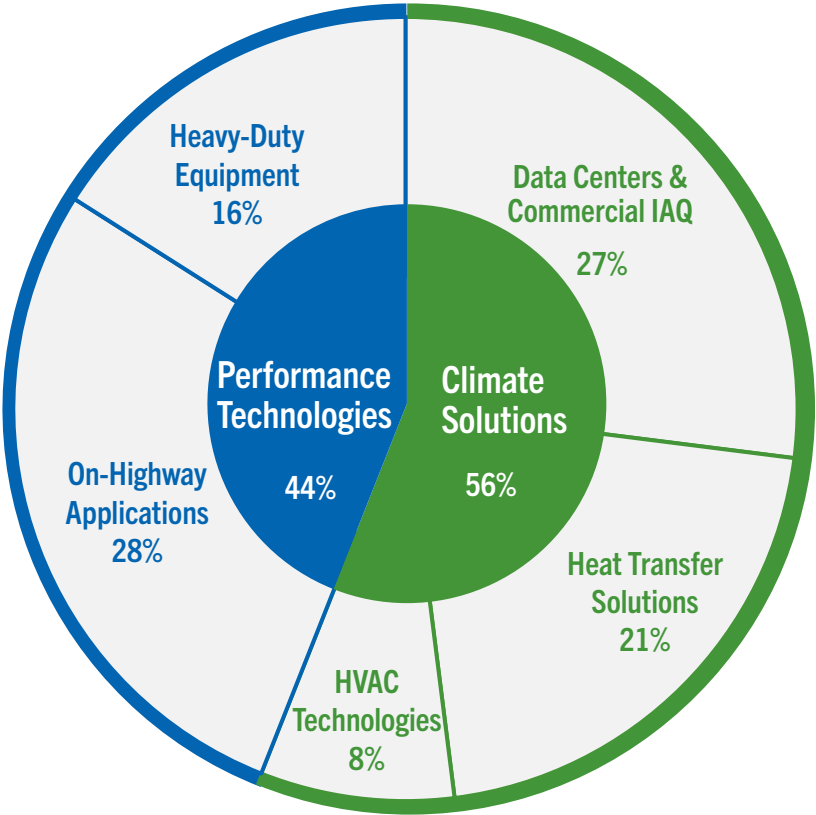 Heavy-Duty
Equipment
16%
Data Centers &
Commercial IAQ
27%
Performance
Technologies
44%
Climate
Solutions
56%
On-Highway
Applications
28%
Heat Transfer
Solutions
21%
HVAC
Technologies
8%